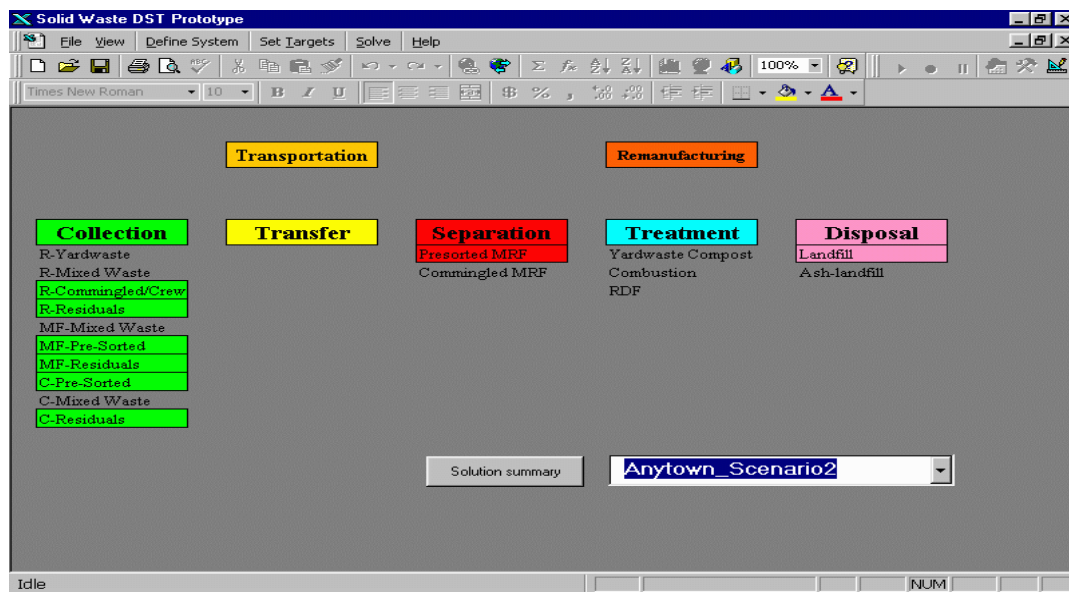 Solid Waste DST Prototype
File View Define System Set Targets Solve Help
100%
Times New Roman 10 B I U $ % ,
Transportation Remanufacturing
Collection Transfer Separation Treatment Disposal
R-Yardwaste Presorted MRF Yardwaste Compost Landfill
R-Mixed Waste Commingled MRF Combustion Ash-landfill
R-Commingled/Crew RDF
R-Residuals
MF-Mixed Waste
MF-Pre-Sorted
MF-Residuals
C-Pre-Sorted
C-Mixed Waste
C-Residuals
Solution summary Anytown_Scenario2
Idle NUM